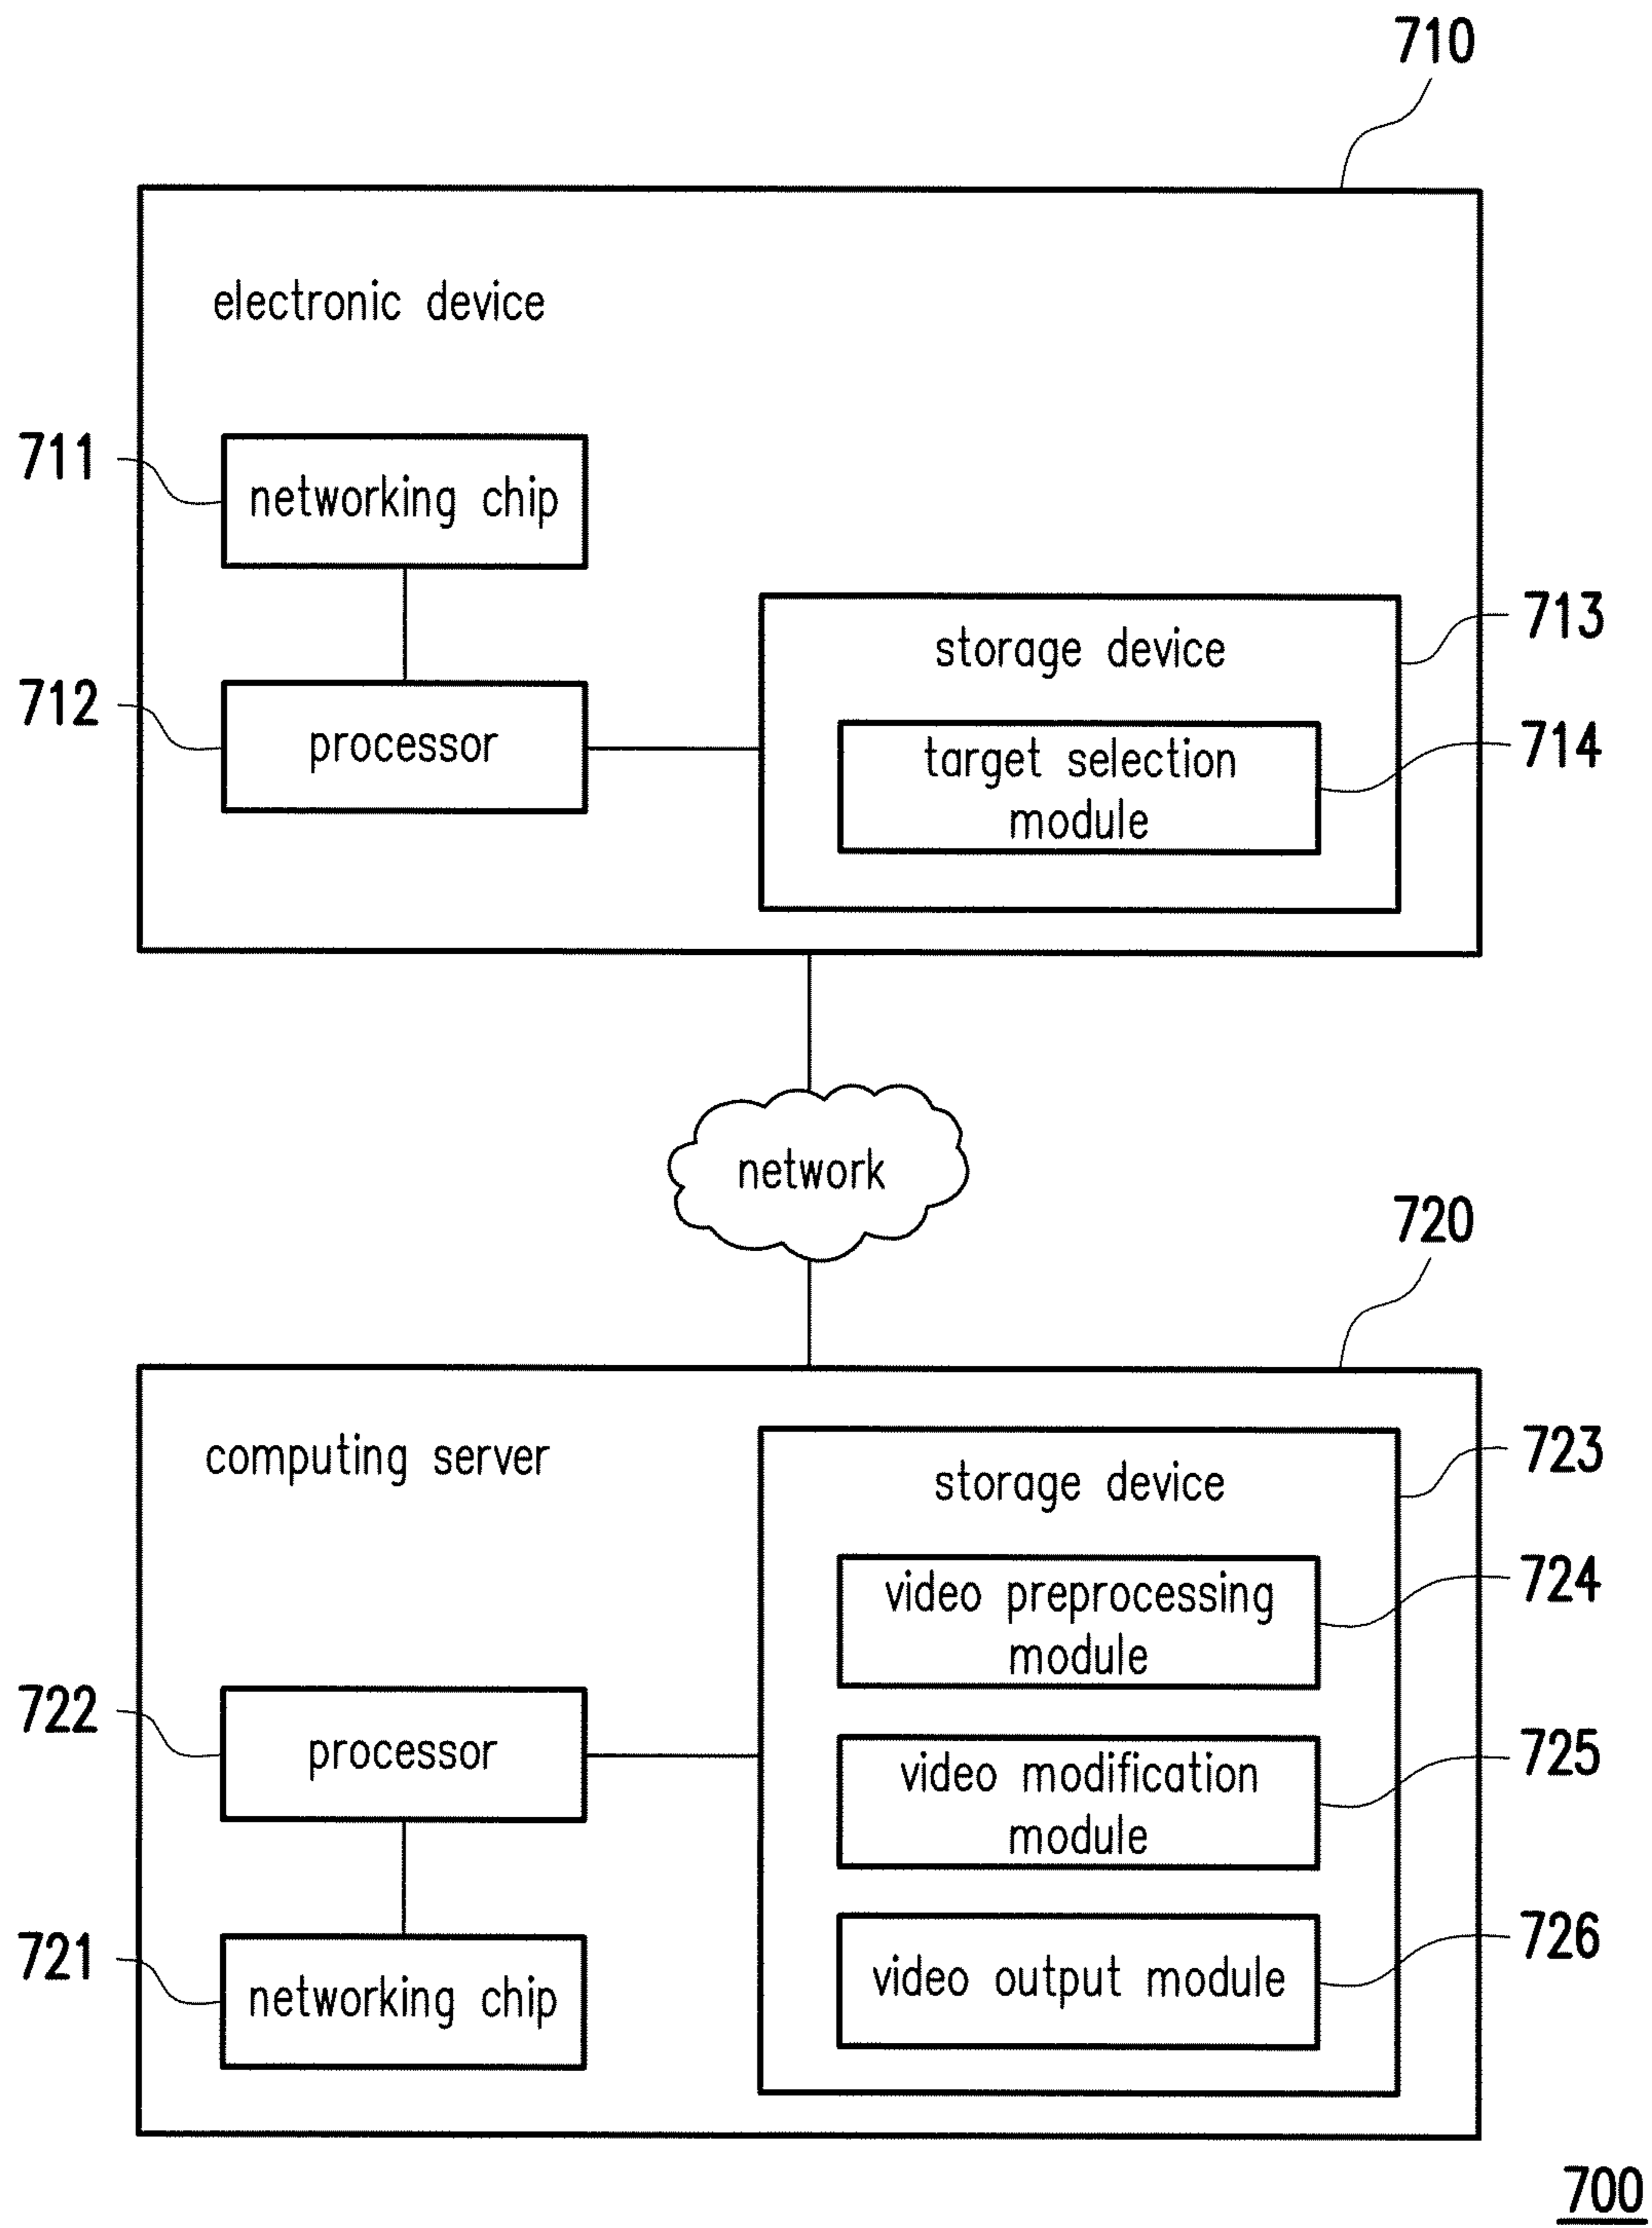 710
electronic device
711
networking chip
713
storage device
712
processor
714
target selection
module
network
720
computing server
723
storage device
724
video preprocessing
module
722
processor
725
video modification
module
726
video output module
721
networking chip
700